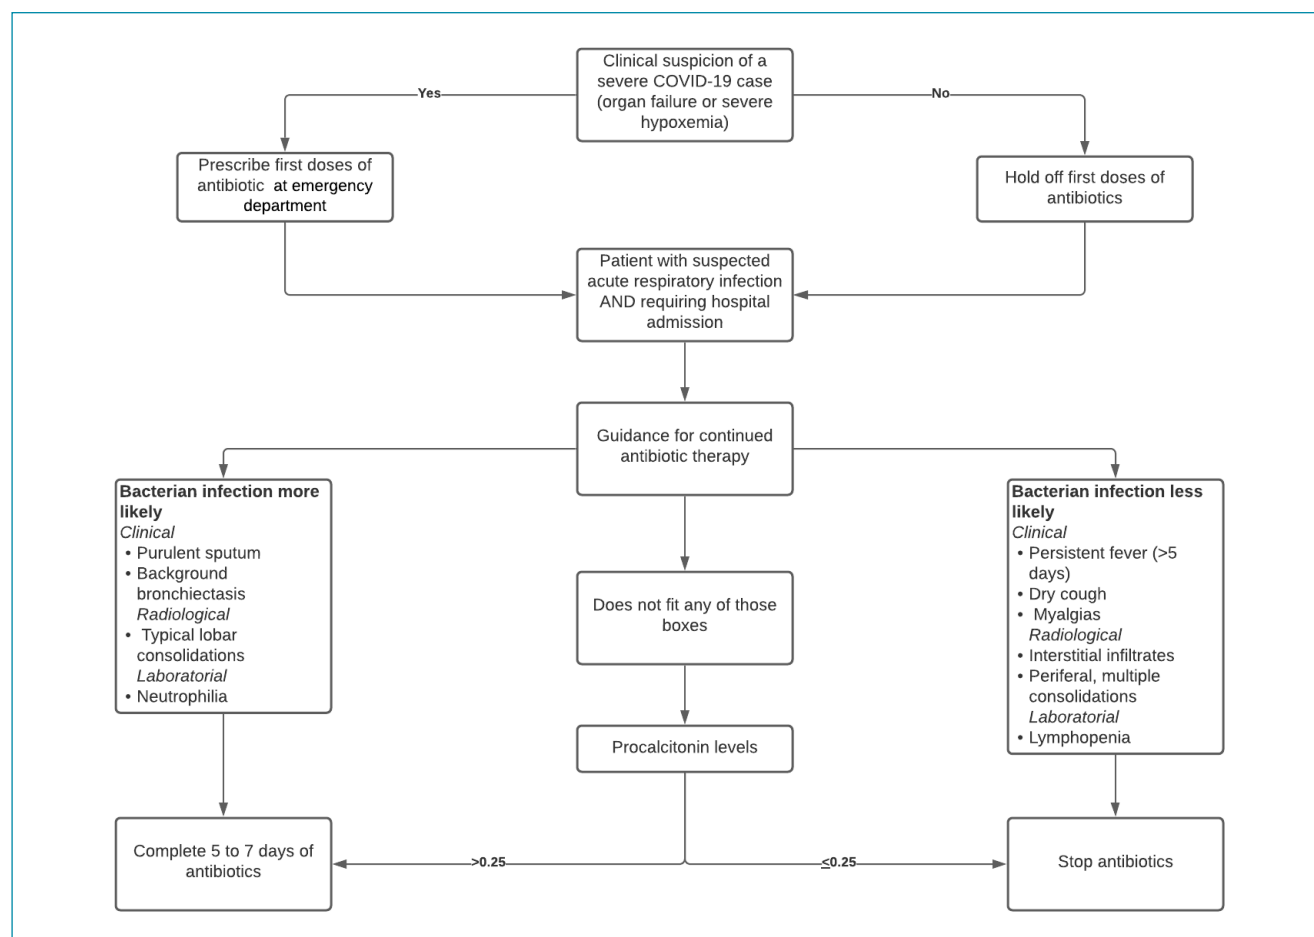 Clinical suspicion of a
severe COVID-19 case
(organ failure or severe
hypoxemia)
Yes
No
Prescribe first doses of
antibiotic at emergency
department
Hold off first doses of
antibiotics
Patient with suspected
acute respiratory infection
AND requiring hospital
admission
Guidance for continued
antibiotic therapy
Bacterian infection more
likely
Clinical
• Purulent sputum
• Background
bronchiectasis
Radiological
• Typical lobar
consolidations
Laboratorial
• Neutrophilia
Does not fit any of those
boxes
Bacterian infection less
likely
Clinical
• Persistent fever (>5
days)
• Dry cough
• Myalgias
Radiological
• Interstitial infiltrates
• Periferal, multiple
consolidations
Laboratorial
• Lymphopenia
Procalcitonin levels
Complete 5 to 7 days of
antibiotics
>0.25
≤0.25
Stop antibiotics